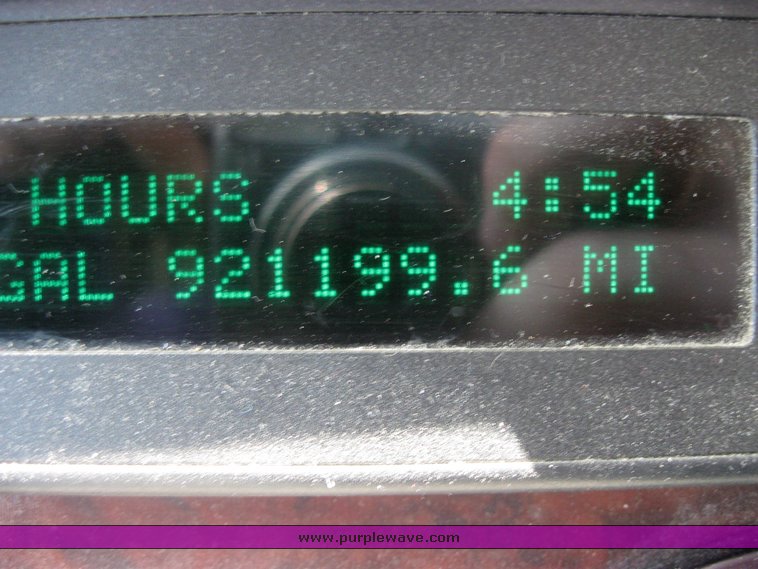 HOURS 4:54
GAL 921199.6 MI
www.purplewave.com